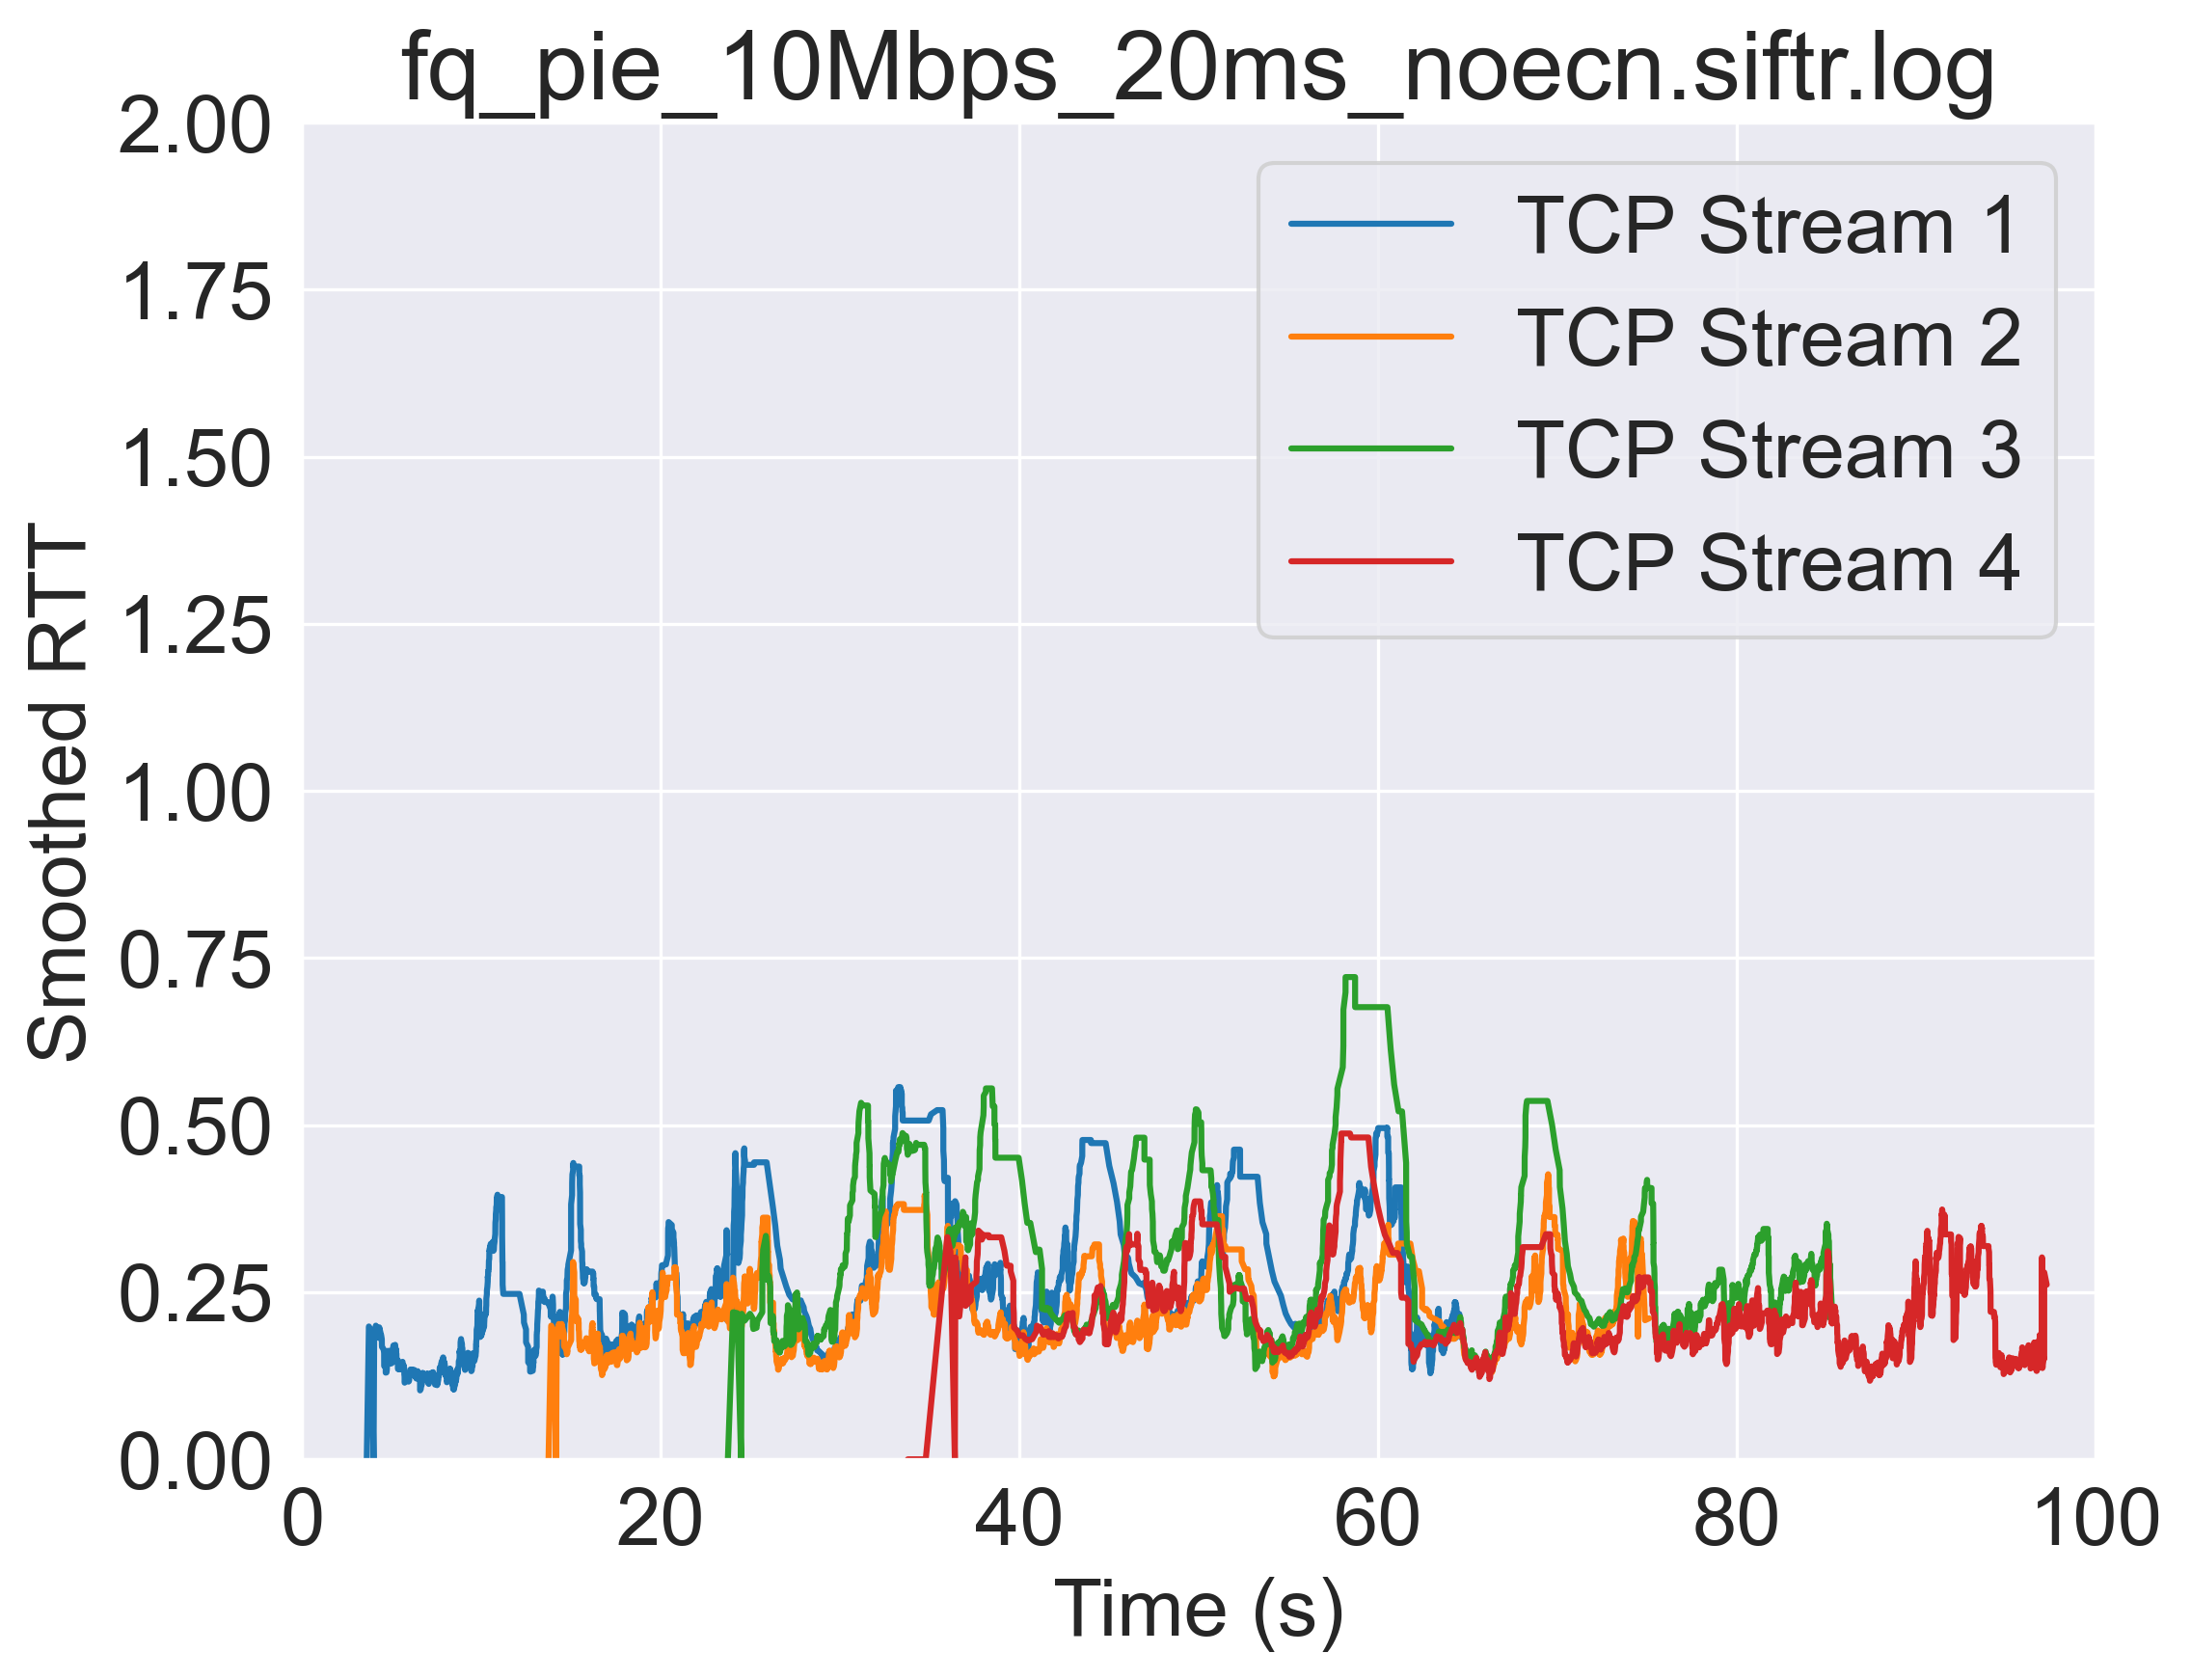 fq_pie_10Mbps_20ms_noecn.siftr.log
2.00
1.75
1.50
1.25
1.00
0.75
0.50
0.25
0.00
Smoothed RTT
TCP Stream 1
TCP Stream 2
TCP Stream 3
TCP Stream 4
0 20 40 60 80 100
Time (s)